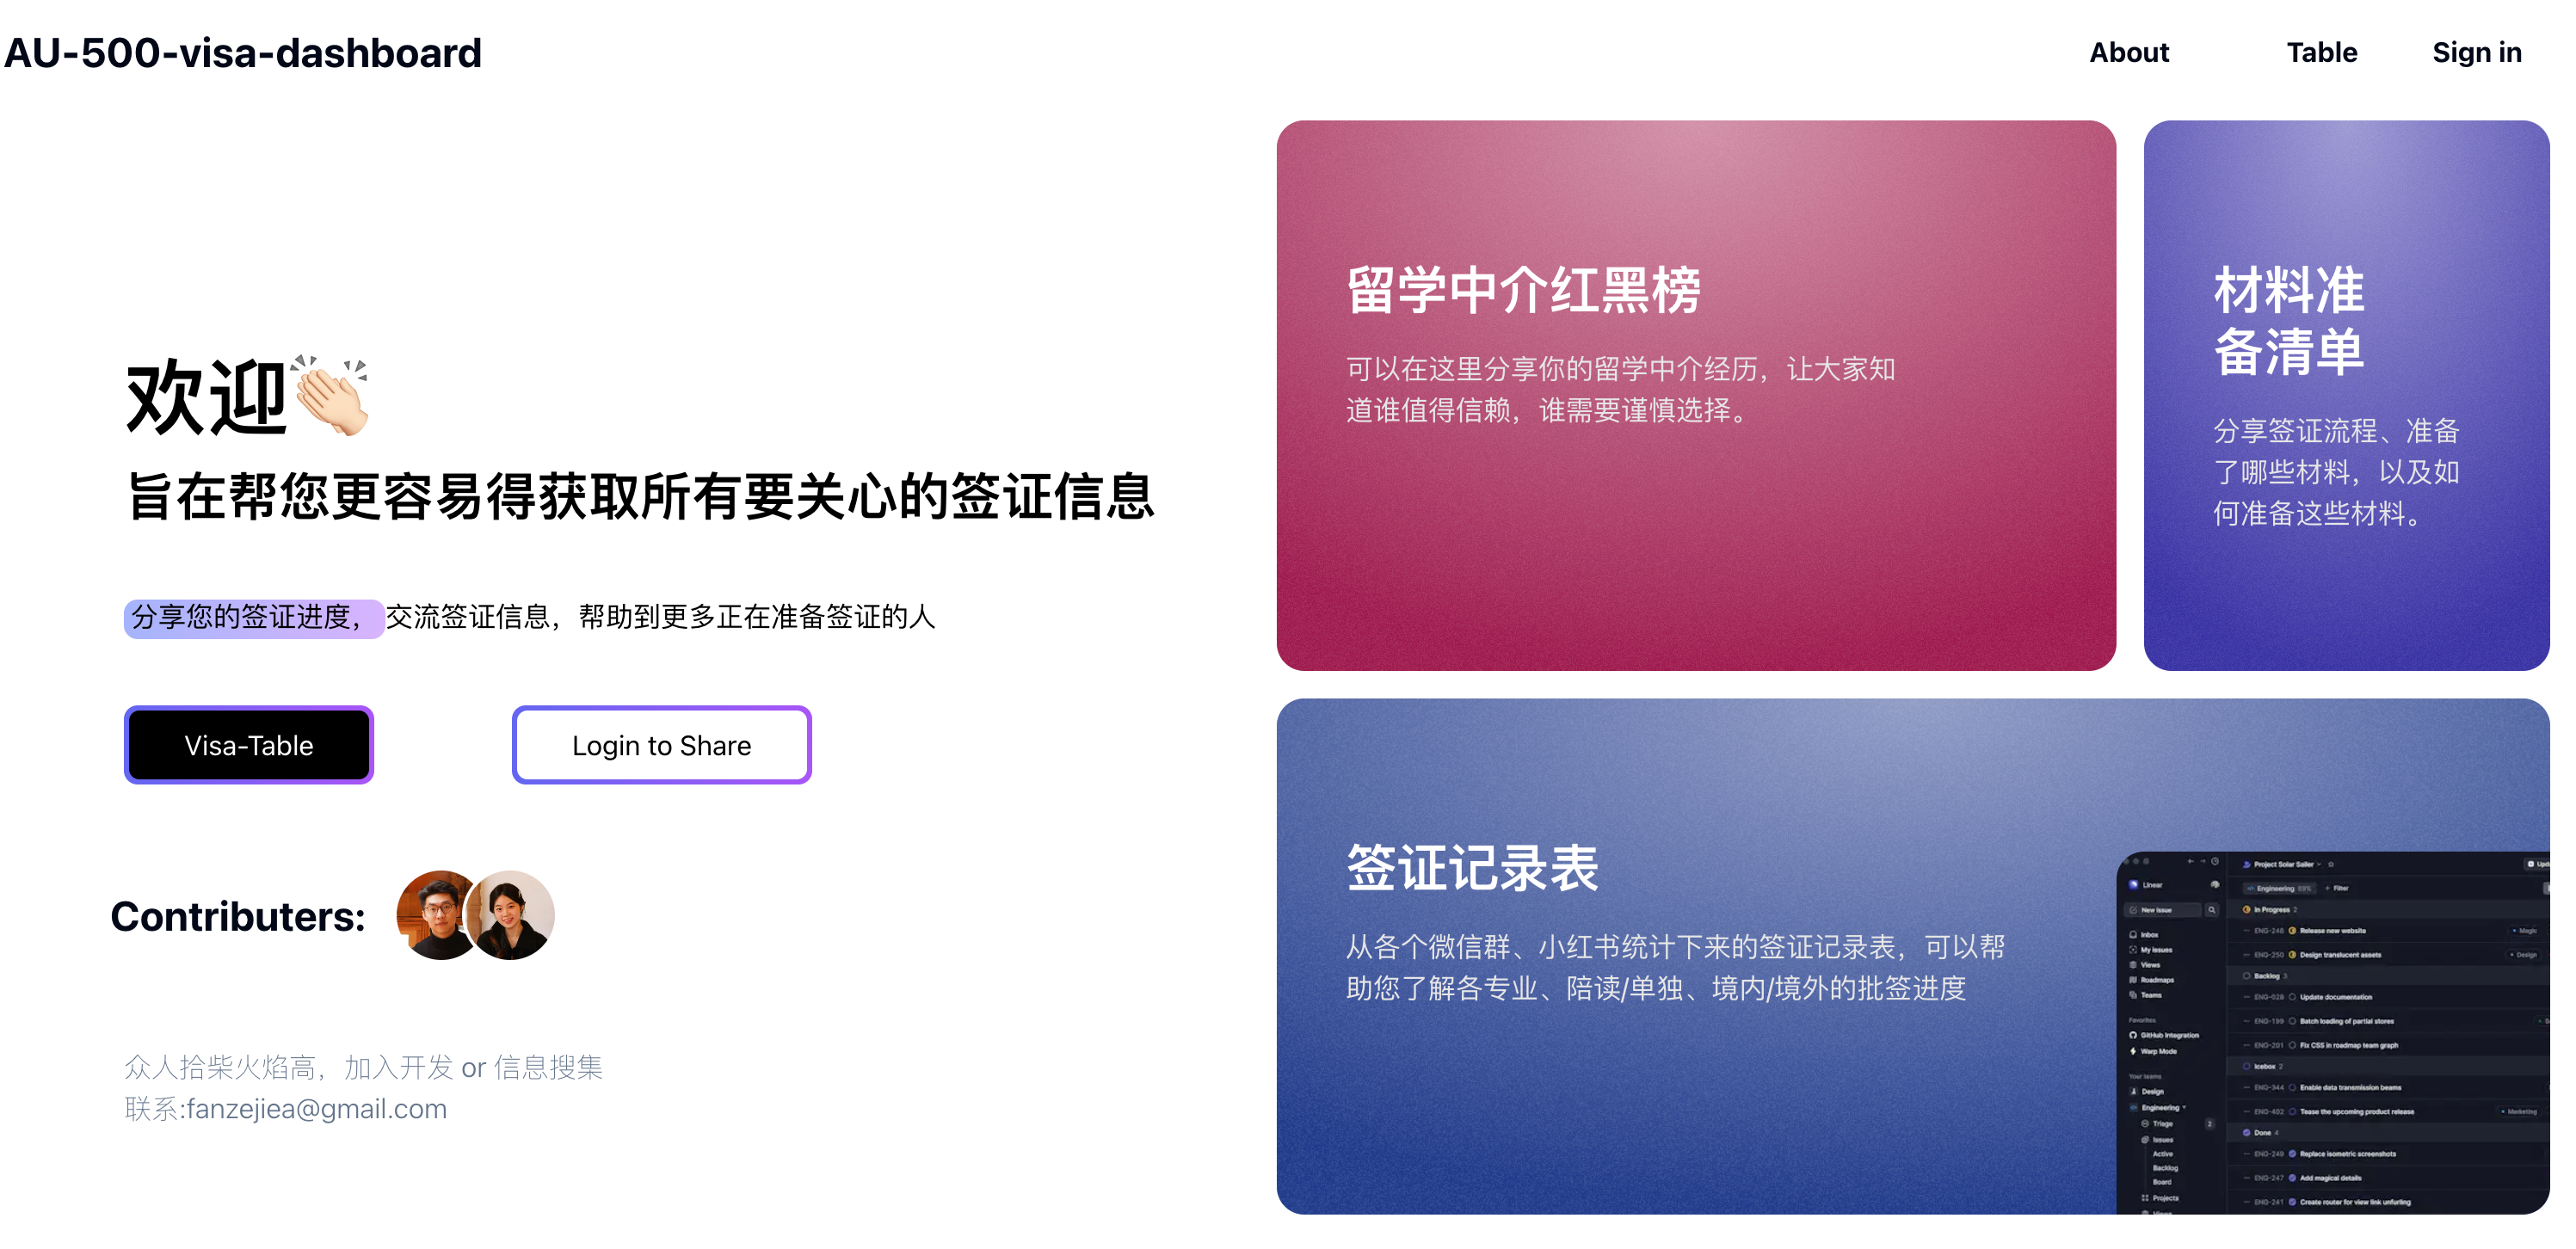 AU-500-visa-dashboard
About
Table
Sign in
欢迎👏🏻
旨在帮您更容易得获取所有要关心的签证信息
分享您的签证进度，交流签证信息，帮助到更多正在准备签证的人
Visa-Table
Login to Share
Contributers:
众人拾柴火焰高，加入开发 or 信息搜集
联系:fanzejiea@gmail.com
留学中介红黑榜
可以在这里分享你的留学中介经历，让大家知
道谁值得信赖，谁需要谨慎选择。
材料准
备清单
分享签证流程、准备
了哪些材料，以及如
何准备这些材料。
签证记录表
从各个微信群、小红书统计下来的签证记录表，可以帮
助您了解各专业、陪读/单独、境内/境外的批签进度
Linear
New issue
Inbox
My issues
Views
Roadmaps
Teams
Favorites
GitHub Integration
Warp Mode
Your teams
Design
Engineering
Triage 2
Issues
Active
Backlog
Board
Projects
Project Solar Sailer
Engineering 89% Filter
In Progress 2
ENG-248 Release new website Magic
ENG-250 Design translucent assets Design
Backlog 3
ENG-028 Update documentation
ENG-199 Batch loading of partial stores
ENG-201 Fix CSS in roadmap team graph
Icebox 2
ENG-344 Enable data transmission beams
ENG-402 Tease the upcoming product release Marketing
Done 4
ENG-249 Replace isometric screenshots
ENG-247 Add magical details
ENG-241 Create router for view link unfurling